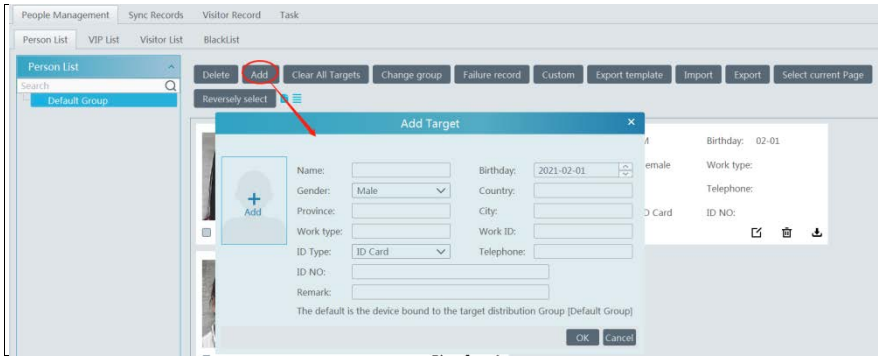 People Management Sync Records Visitor Record Task
Person List VIP List Visitor List BlackList
Person List
Search
Default Group
Delete Add Clear All Targets Change group Failure record Custom Export template Import Export Select current Page
Reversely select
Add Target
Birthday: 02-01
Name: Birthday: 2021-02-01
emale Work type:
Gender: Male Country:
Telephone:
Add
Province: City:
Card ID NO:
Work type: Work ID:
ID Type: ID Card Telephone:
ID NO:
Remark:
The default is the device bound to the target distribution Group [Default Group]
OK Cancel